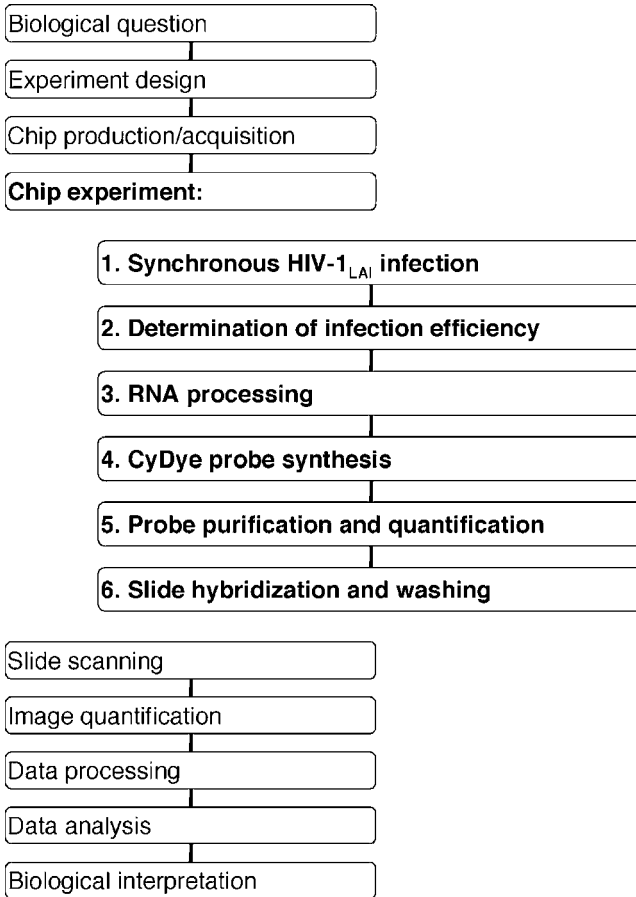 Biological question
Experiment design
Chip production/acquisition
Chip experiment:
1. Synchronous HIV-1LAI infection
2. Determination of infection efficiency
3. RNA processing
4. CyDye probe synthesis
5. Probe purification and quantification
6. Slide hybridization and washing
Slide scanning
Image quantification
Data processing
Data analysis
Biological interpretation